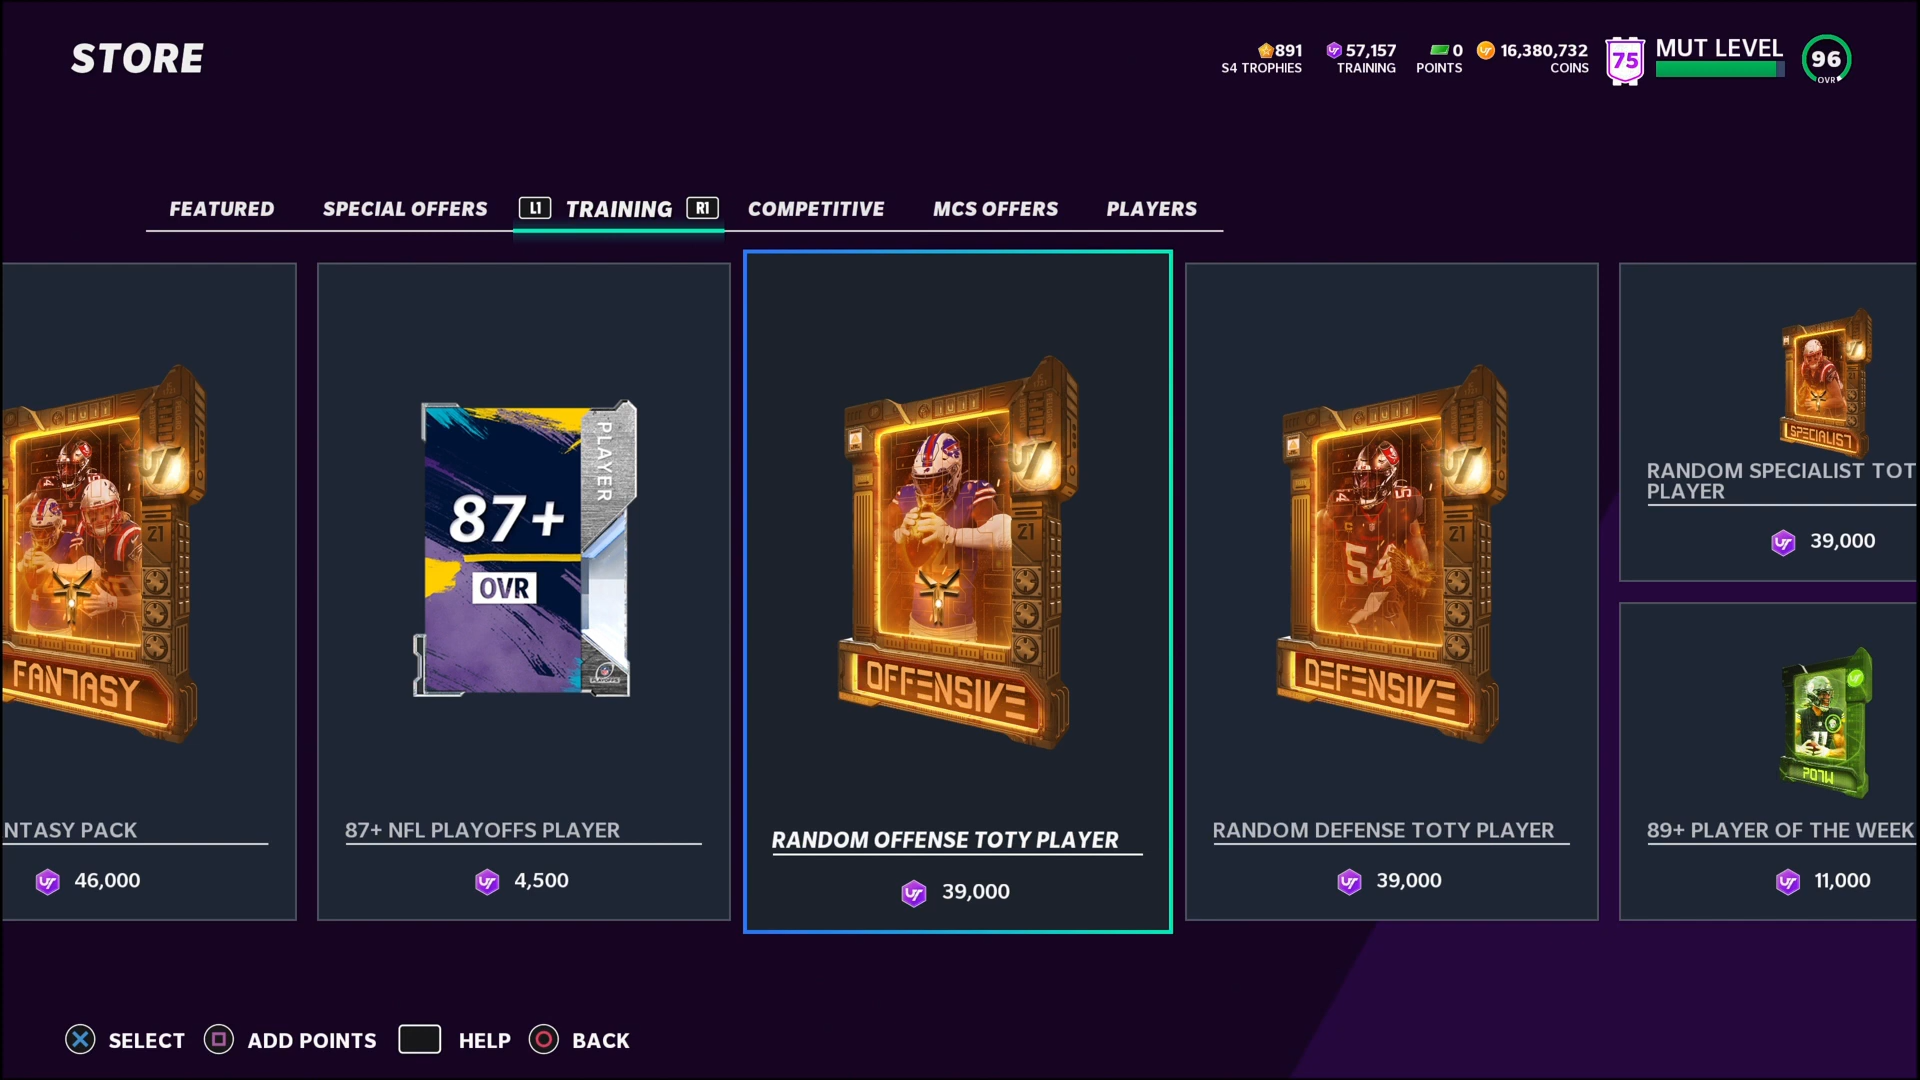 STORE
891
S4 TROPHIES
57,157
TRAINING
0
POINTS
16,380,732
COINS
75
MUT LEVEL
96
OVR
FEATURED
SPECIAL OFFERS
L1
TRAINING
R1
COMPETITIVE
MCS OFFERS
PLAYERS
FANTASY
NTASY PACK
46,000
PLAYER
87+
OVR
87+ NFL PLAYOFFS PLAYER
4,500
21
OFFENSIVE
RANDOM OFFENSE TOTY PLAYER
39,000
54
21
DEFENSIVE
RANDOM DEFENSE TOTY PLAYER
39,000
SPECIALIST
RANDOM SPECIALIST TOT
PLAYER
39,000
POTW
89+ PLAYER OF THE WEEK
11,000
SELECT
ADD POINTS
HELP
BACK